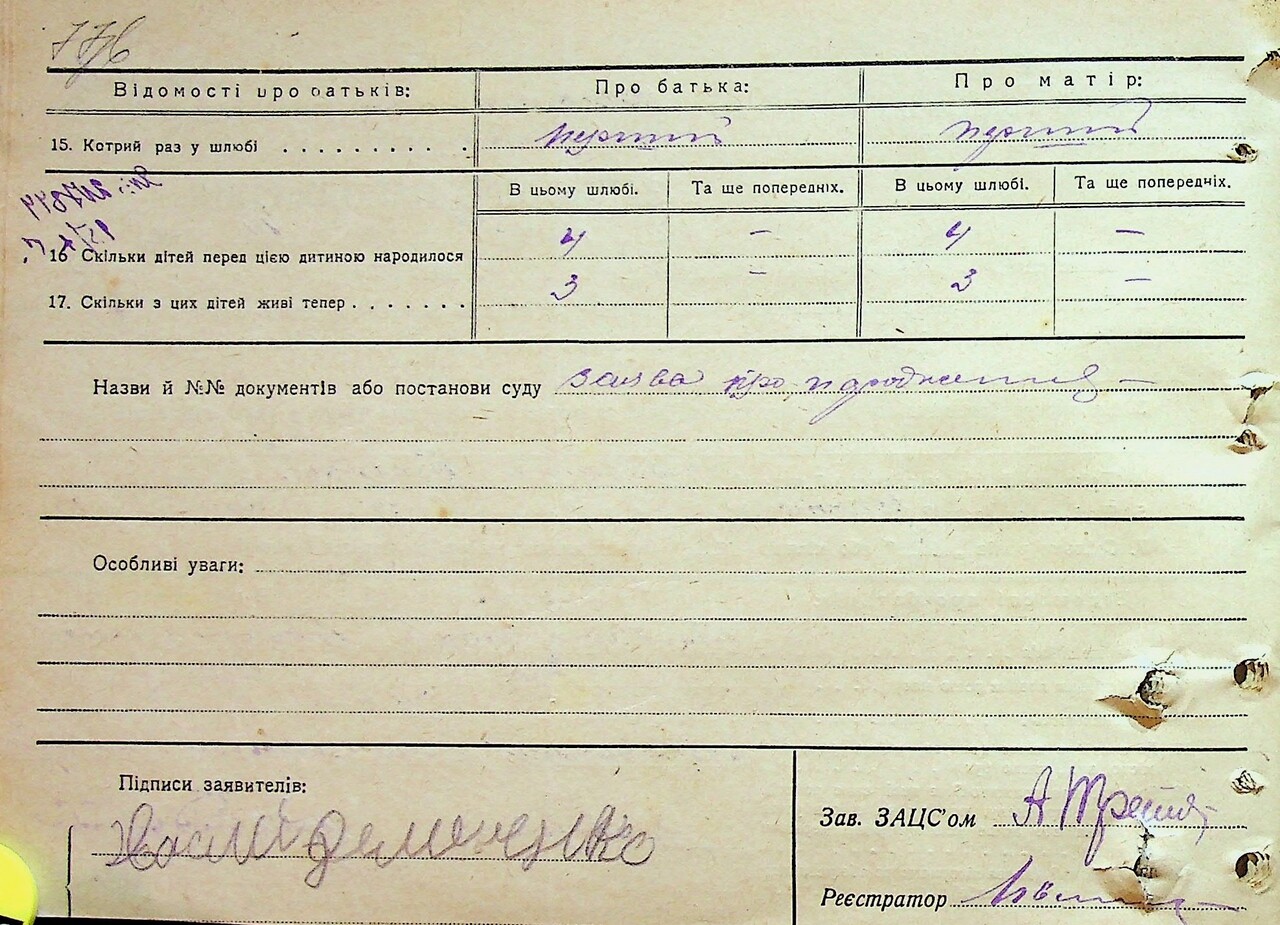 776
Відомості про батьків: Про батька: Про матір:
15. Котрий раз у шлюбі . . . . . . . . . . перший перший
В цьому шлюбі. Та ще попередніх. В цьому шлюбі. Та ще попередніх.
16 Скільки дітей перед цією дитиною народилося 4 — 4 —
17. Скільки з цих дітей живі тепер . . . . . . . 3 — 3 —
Назви й №№ документів або постанови суду заява про народження —
Особливі уваги:
Підписи заявителів:
Зав. ЗАЦС'ом
Реєстратор